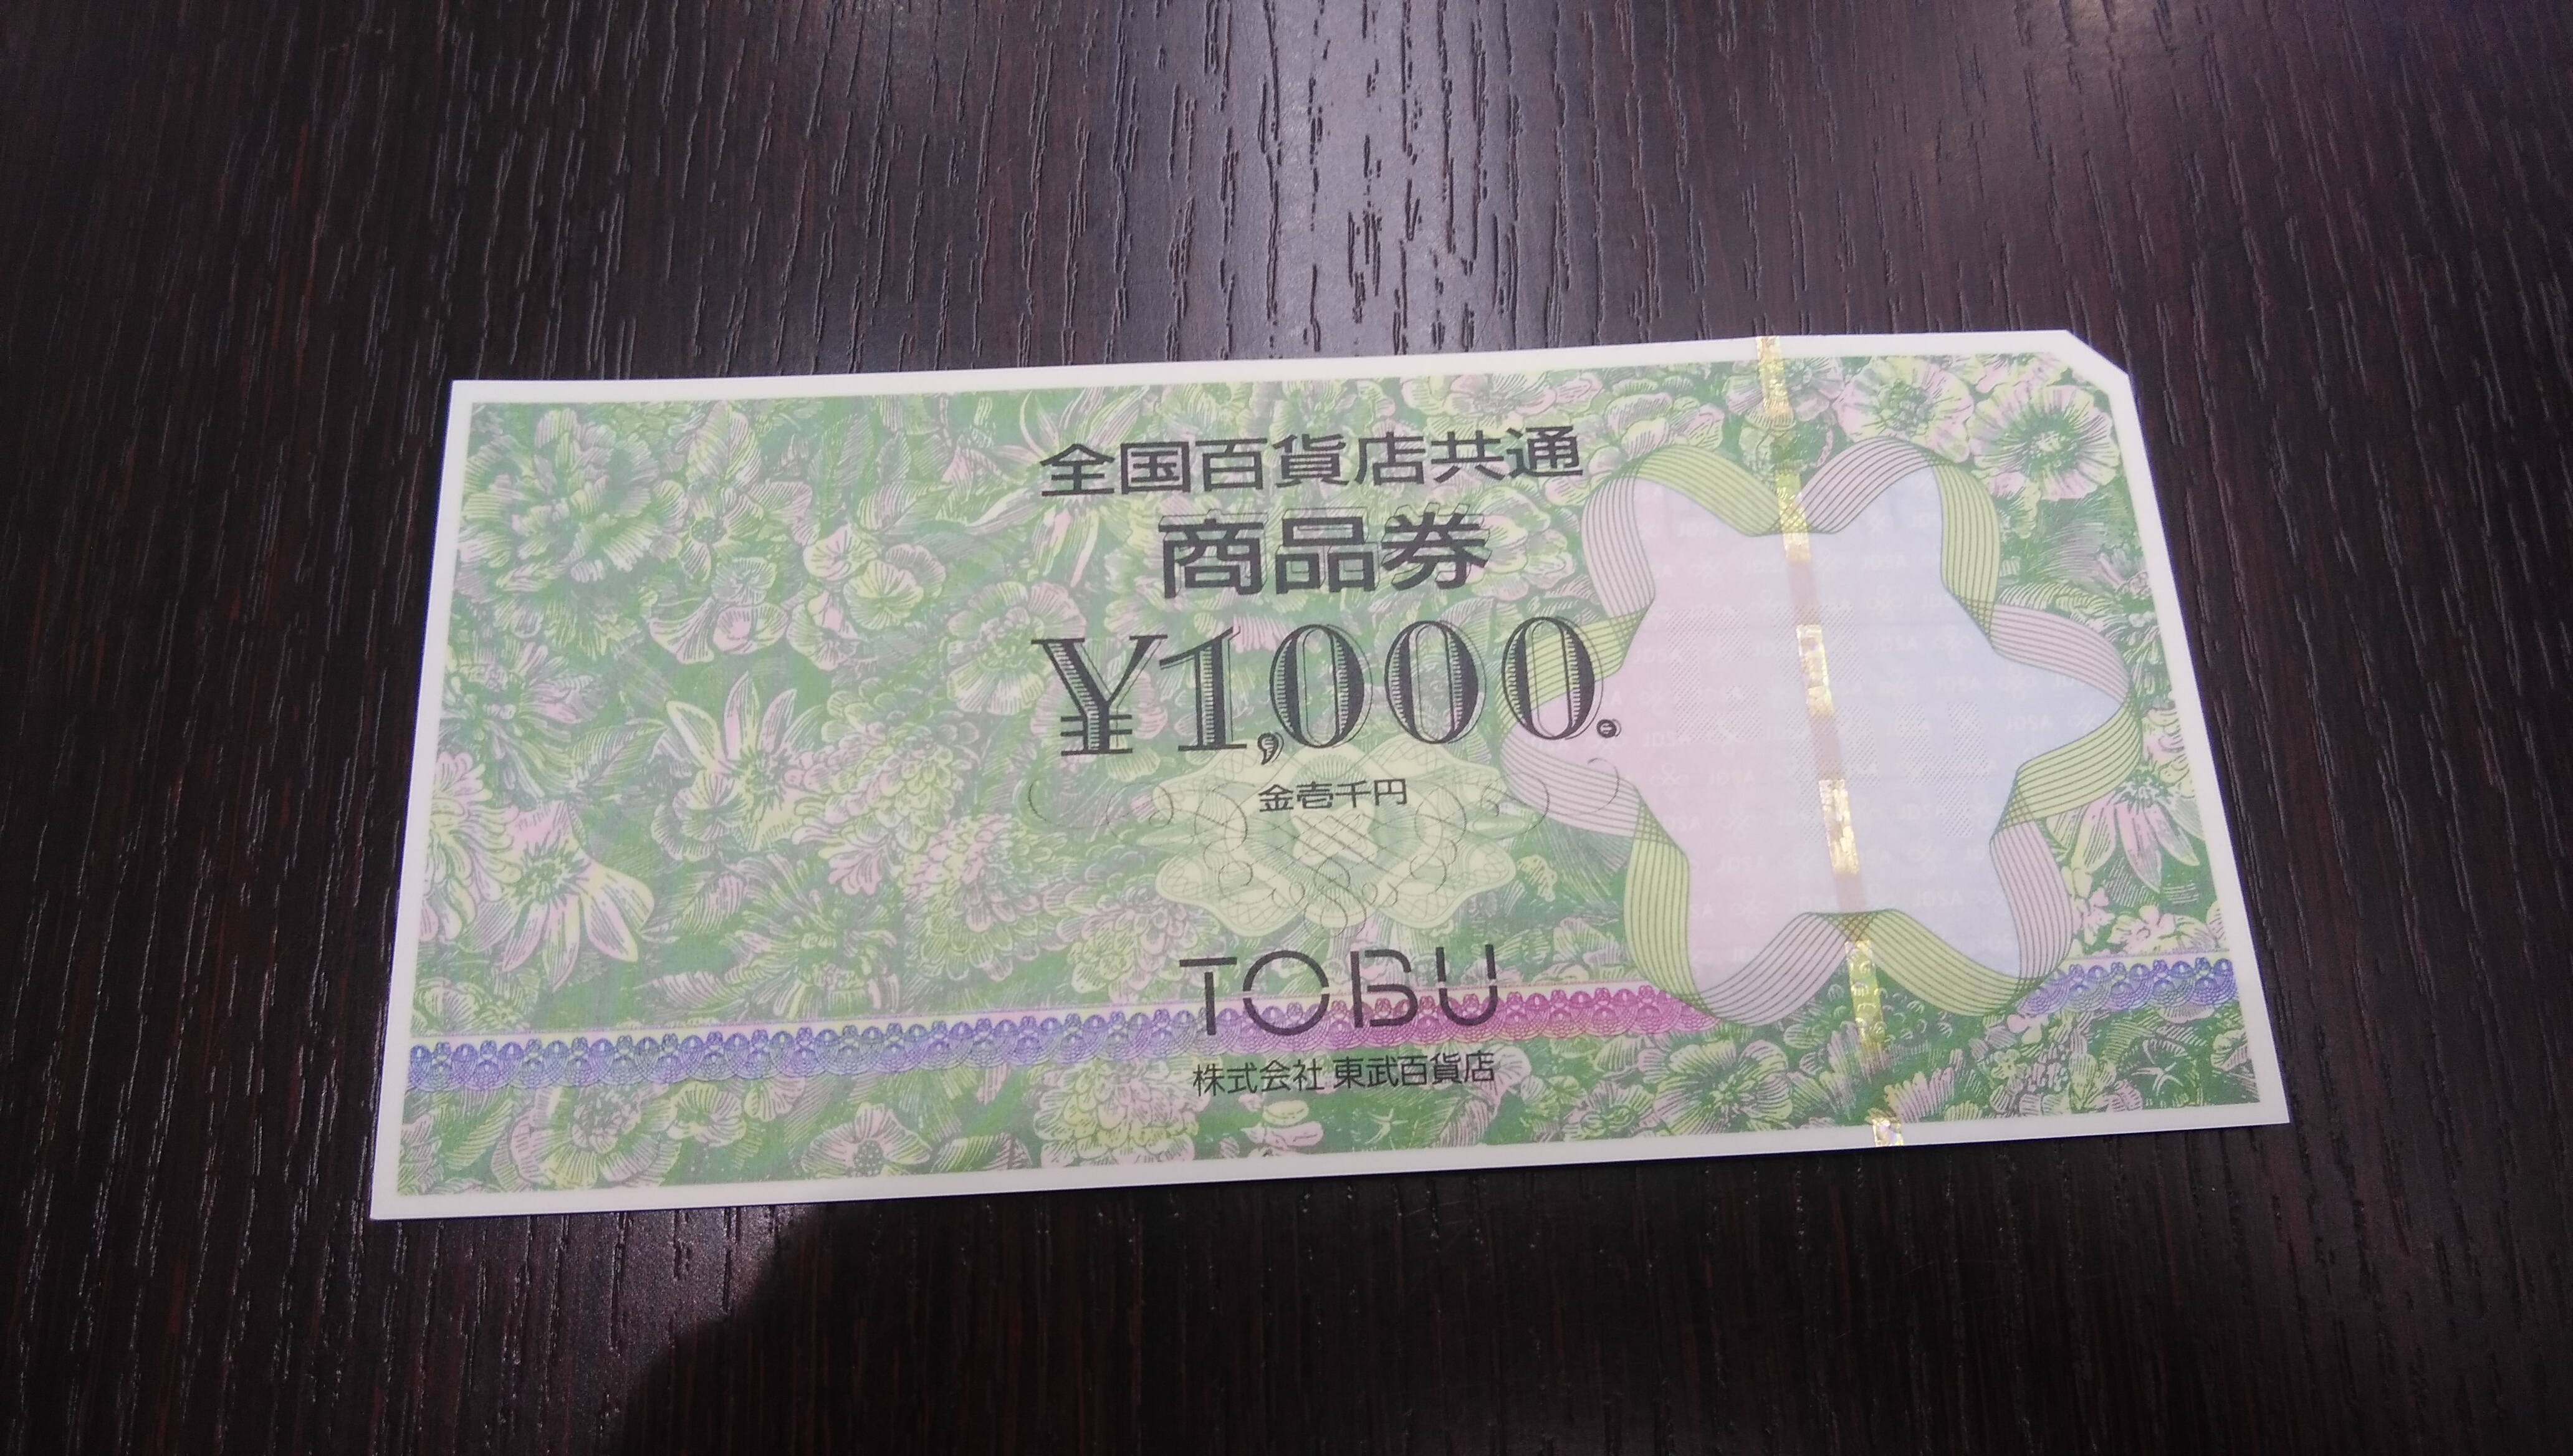 全国百貨店共通
商品券
¥1,000.
金壱千円
TOBU
株式会社 東武百貨店